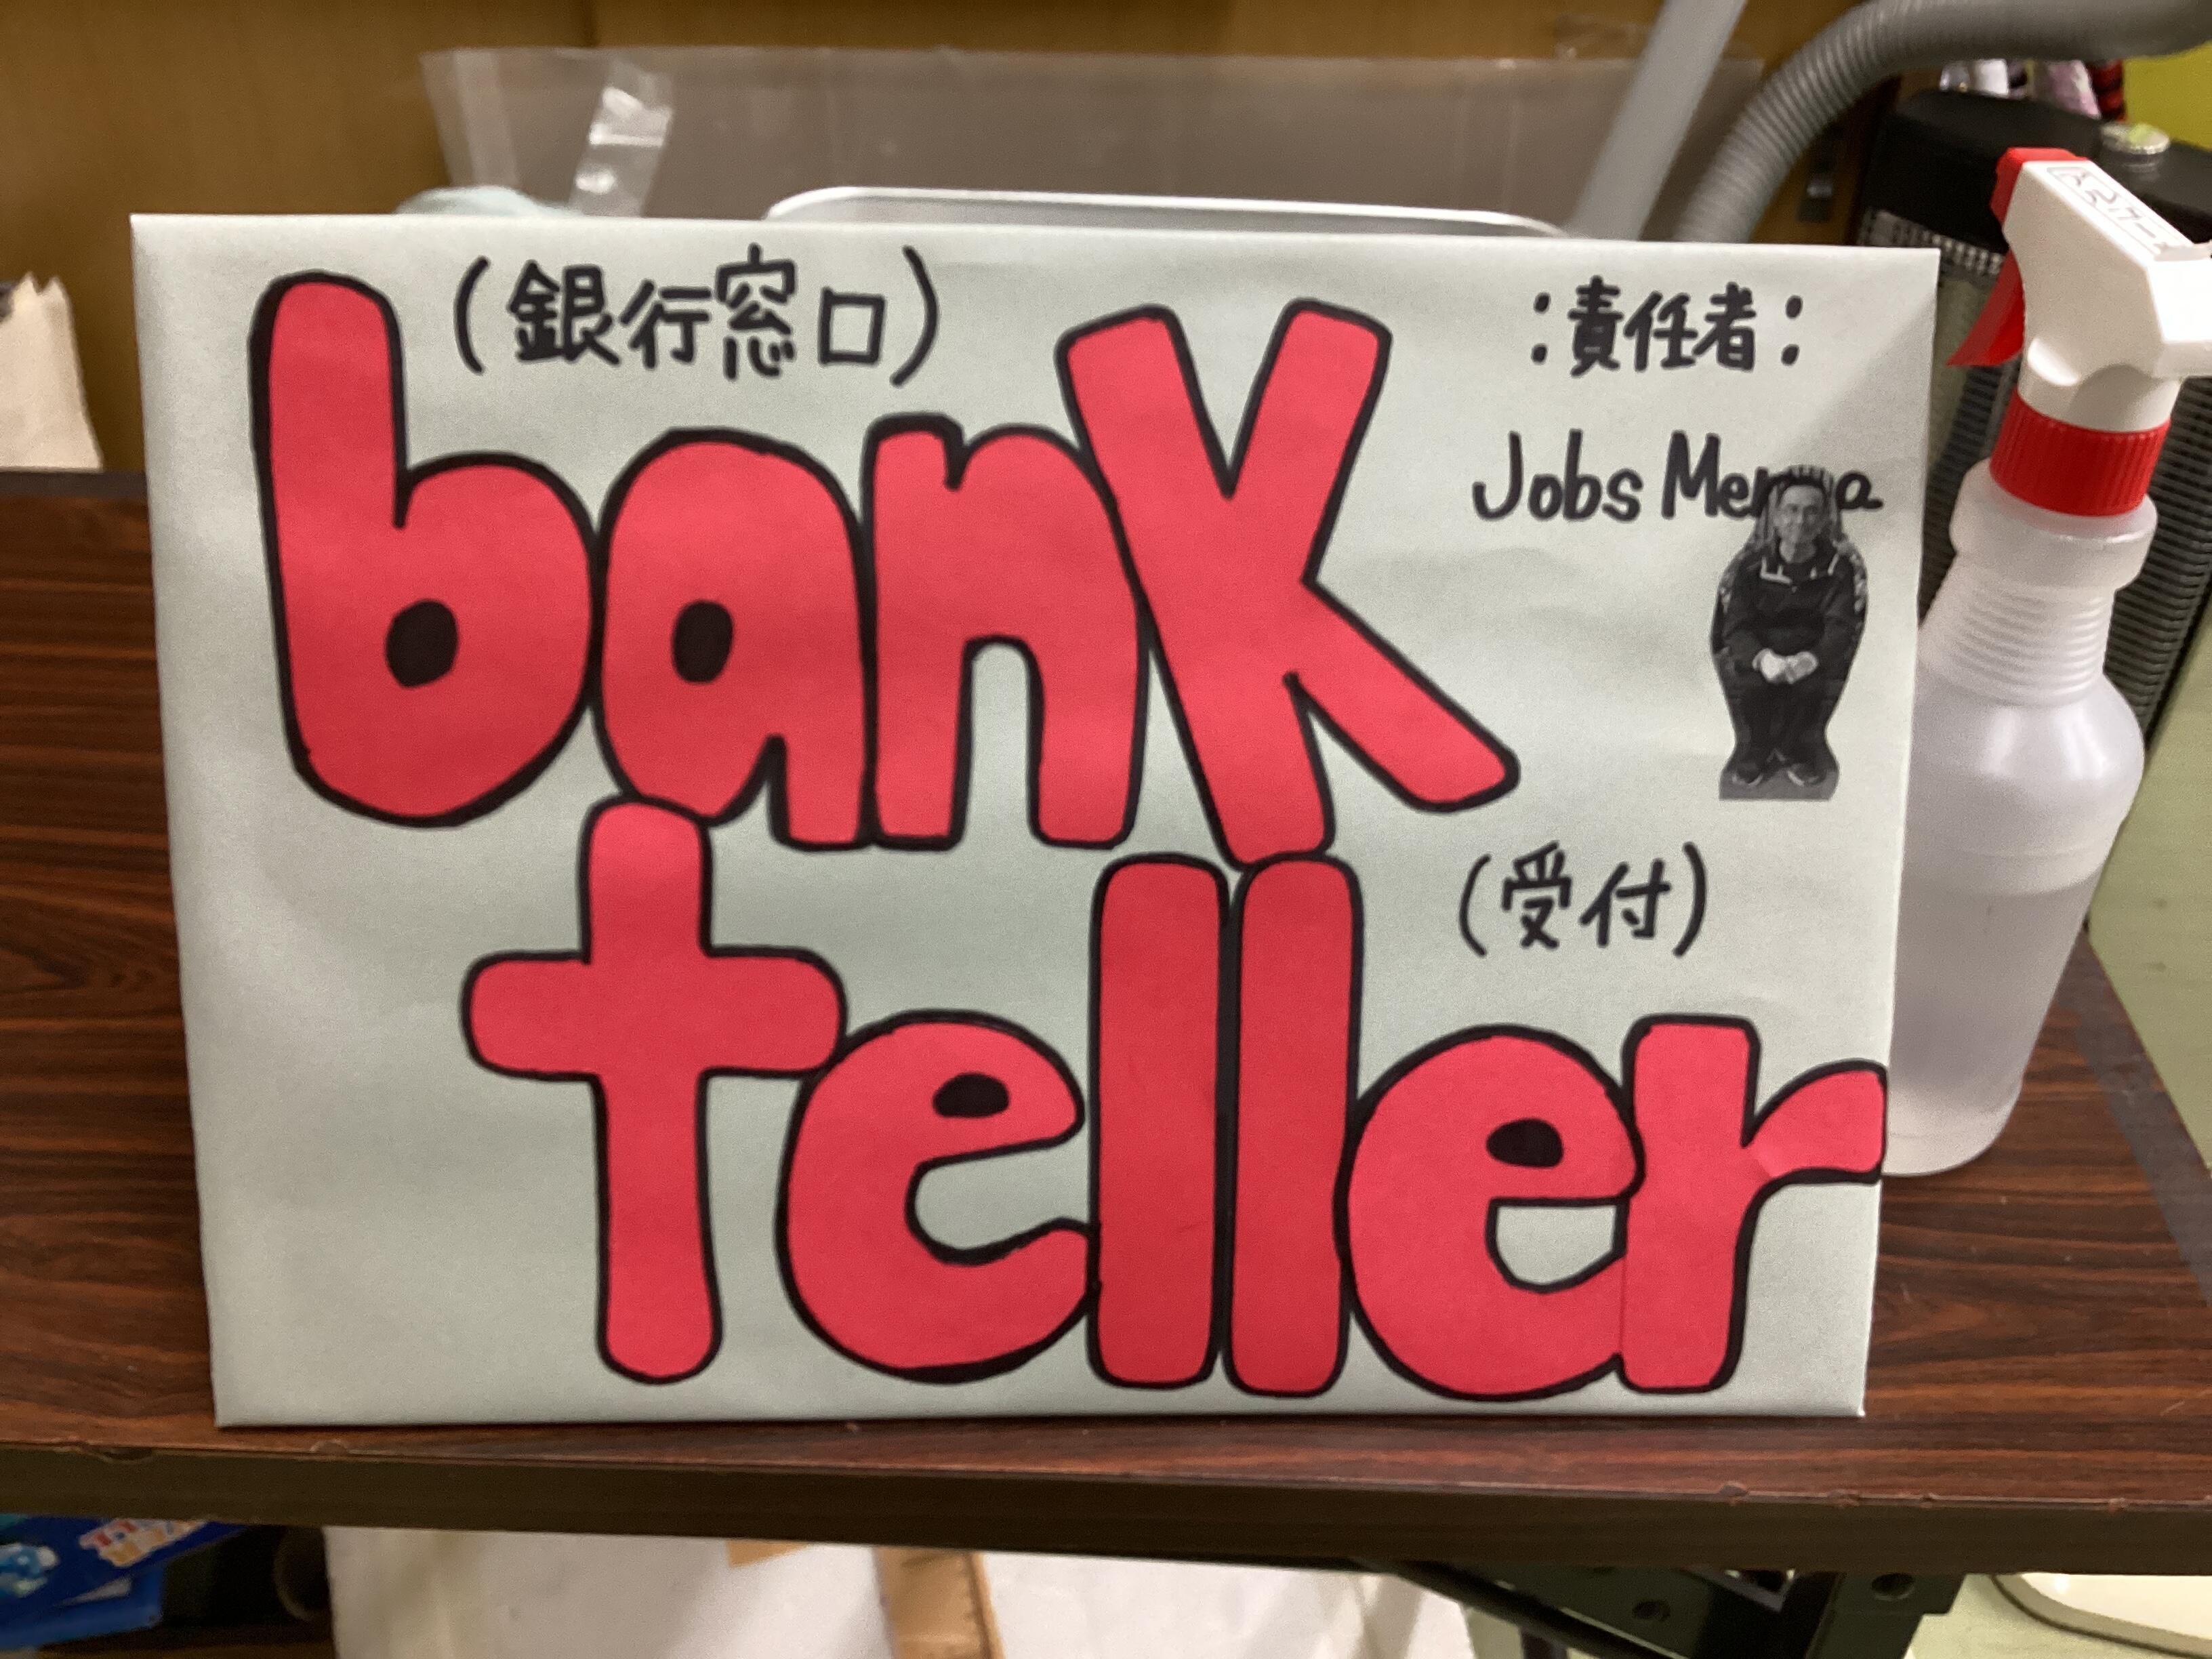 (銀行窓口)
bank
:責任者:
Jobs
(受付)
teller